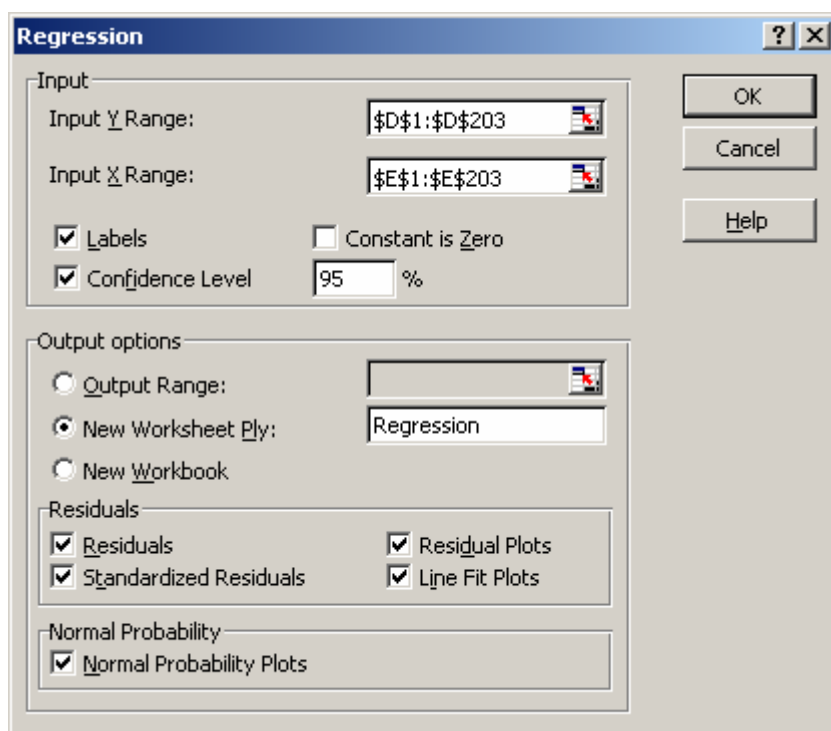 Regression
Input
Input Y Range: $D$1:$D$203
Input X Range: $E$1:$E$203
Labels Constant is Zero
Confidence Level 95 %
OK
Cancel
Help
Output options
Output Range:
New Worksheet Ply: Regression
New Workbook
Residuals
Residuals Residual Plots
Standardized Residuals Line Fit Plots
Normal Probability
Normal Probability Plots